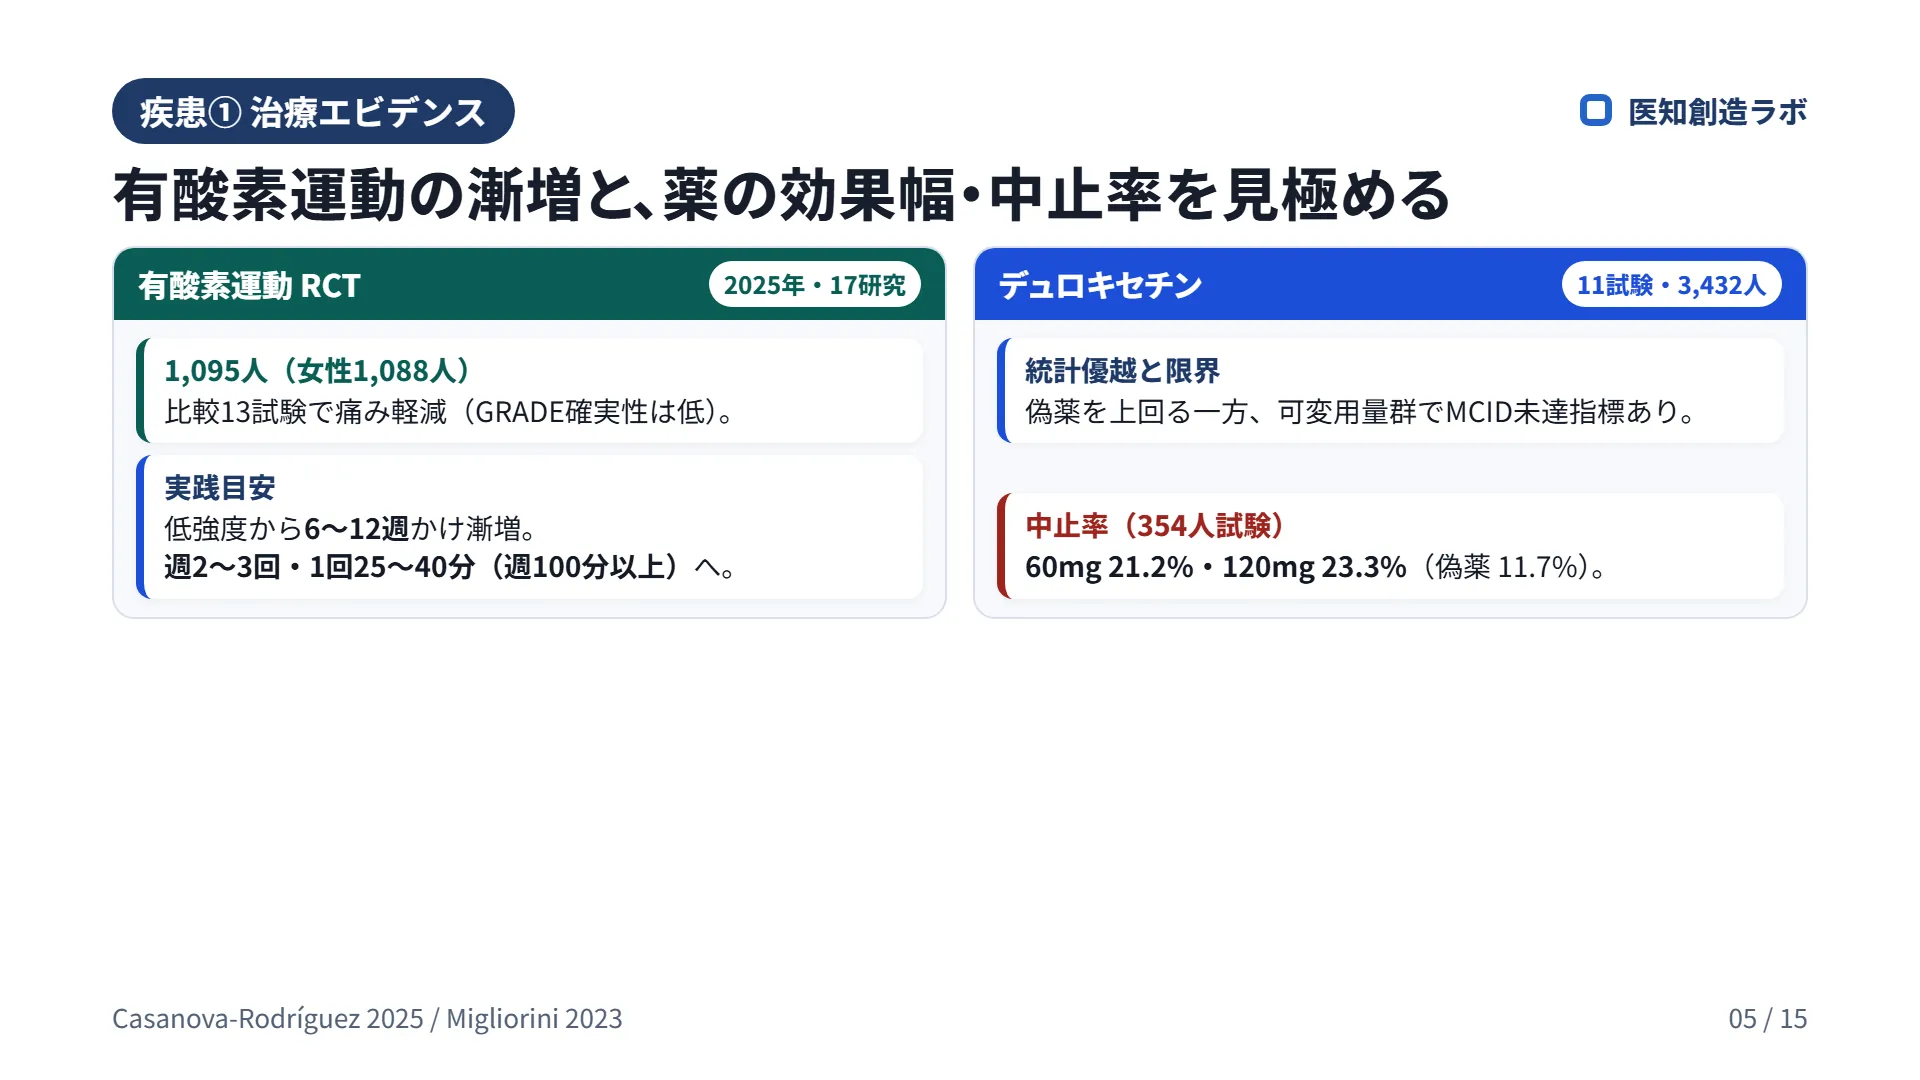 疾患① 治療エビデンス
医知創造ラボ
有酸素運動の漸増と、薬の効果幅・中止率を見極める
有酸素運動 RCT
2025年・17研究
1,095人（女性1,088人）
比較13試験で痛み軽減（GRADE確実性は低）。
実践目安
低強度から6〜12週かけ漸増。
週2〜3回・1回25〜40分（週100分以上）へ。
デュロキセチン
11試験・3,432人
統計優越と限界
偽薬を上回る一方、可変用量群でMCID未達指標あり。
中止率（354人試験）
60mg 21.2%・120mg 23.3%（偽薬 11.7%）。
Casanova-Rodríguez 2025 / Migliorini 2023
05 / 15